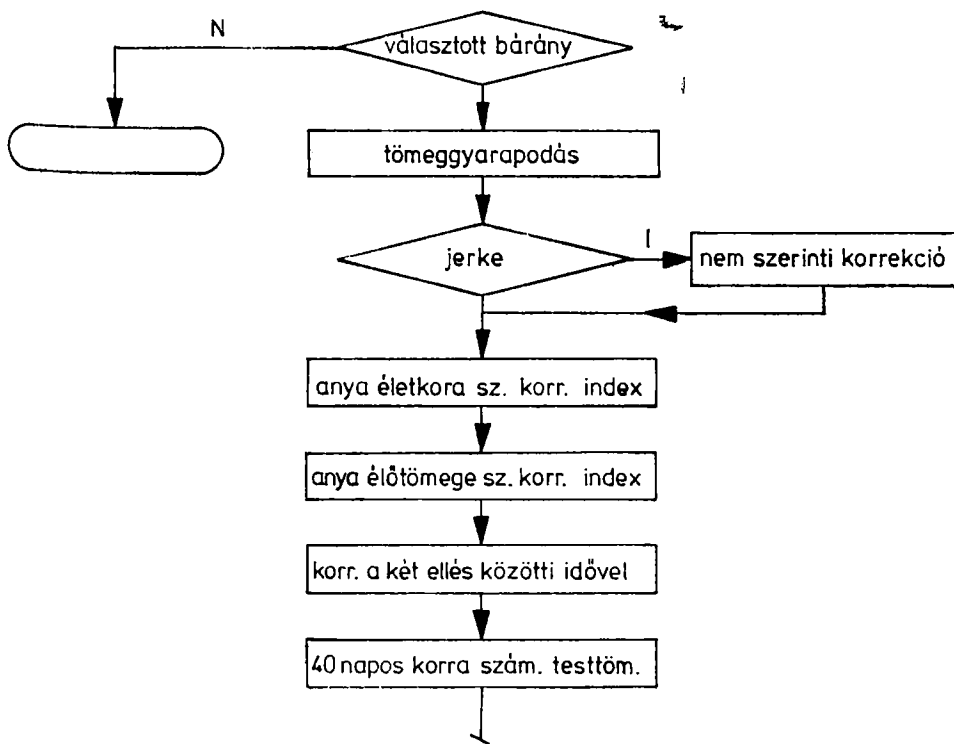 N
választott bárány
tömeggyarapodás
jerke
I
nem szerinti korrekció
anya életkora sz. korr. index
anya élőtömege sz. korr. index
korr. a két ellés közötti idővel
40 napos korra szám. testtöm.